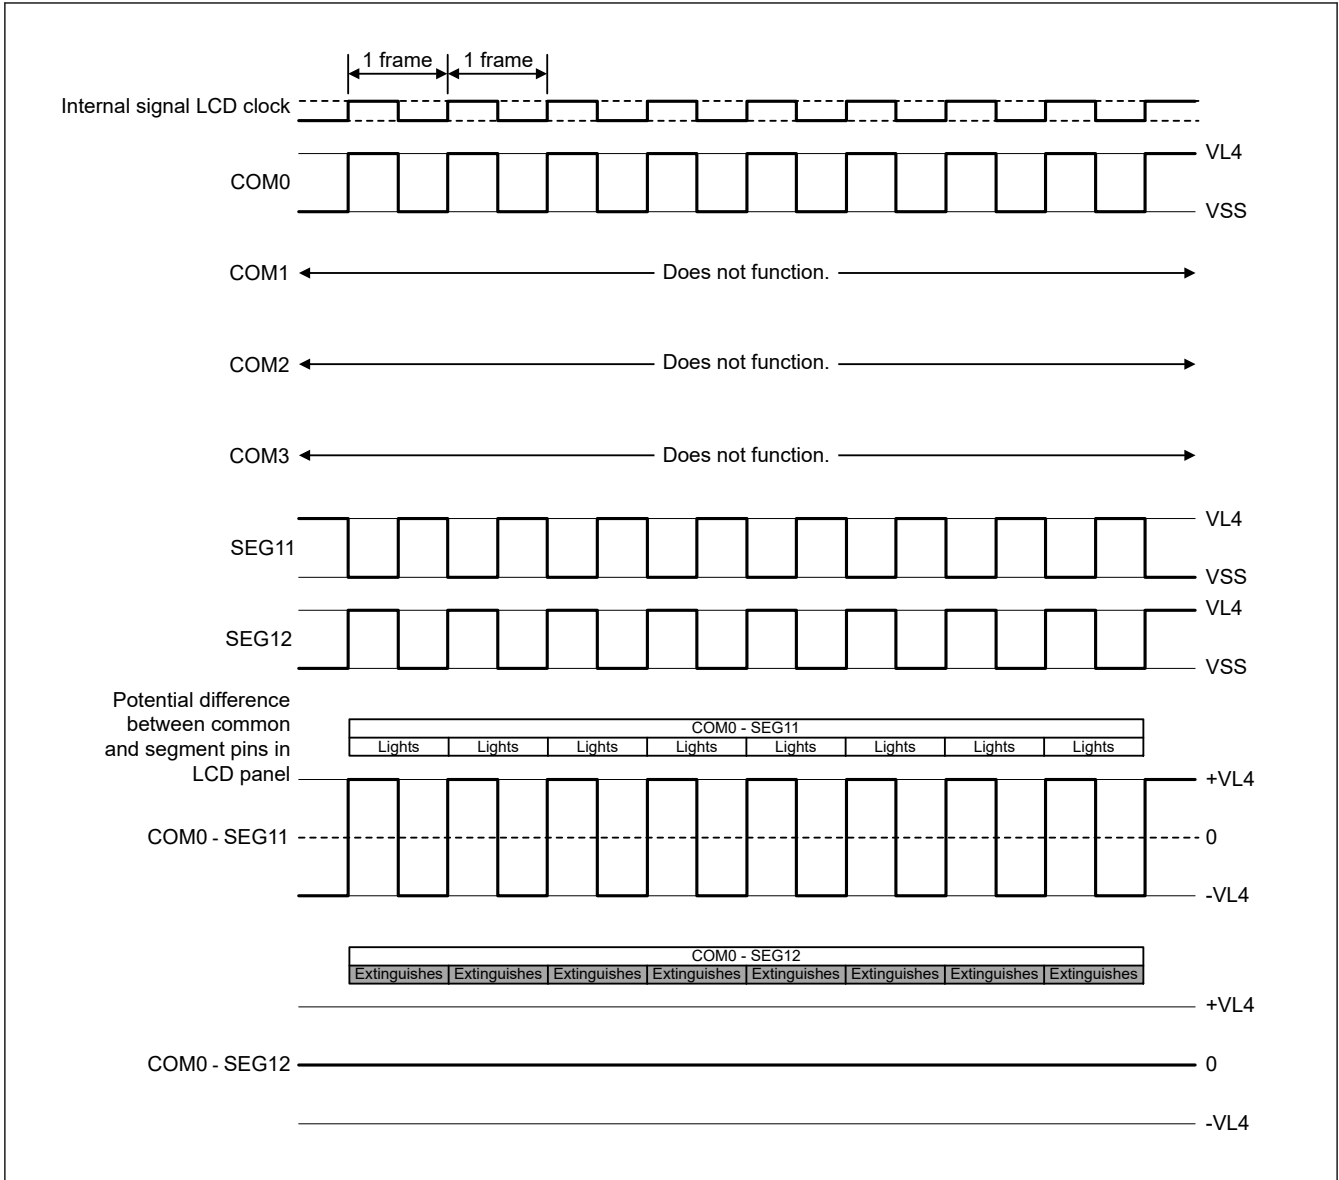 1 frame 1 frame
Internal signal LCD clock
VL4
COM0
VSS
COM1 Does not function.
COM2 Does not function.
COM3 Does not function.
VL4
SEG11
VSS
VL4
SEG12
VSS
Potential difference
between common
and segment pins in
LCD panel
COM0 - SEG11
Lights Lights Lights Lights Lights Lights Lights Lights
+VL4
COM0 - SEG11 0
-VL4
COM0 - SEG12
Extinguishes Extinguishes Extinguishes Extinguishes Extinguishes Extinguishes Extinguishes Extinguishes
+VL4
COM0 - SEG12 0
-VL4